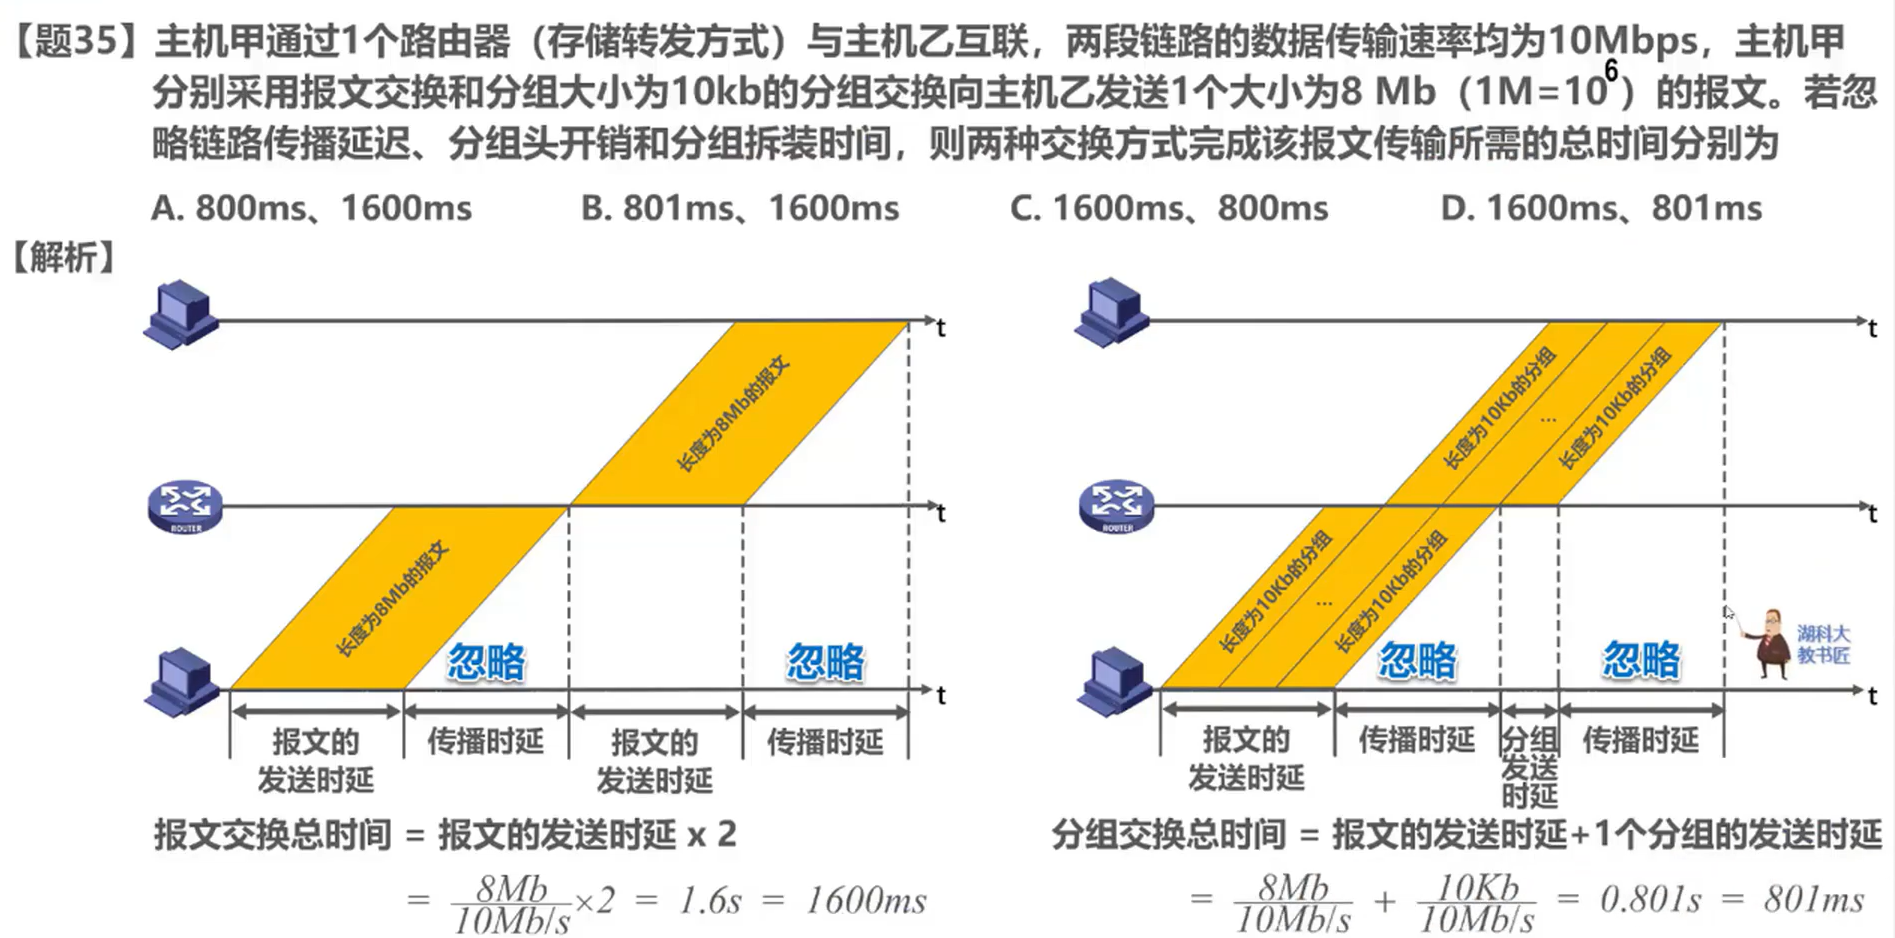 【题35】主机甲通过1个路由器（存储转发方式）与主机乙互联，两段链路的数据传输速率均为10Mbps，主机甲
分别采用报文交换和分组大小为10kb的分组交换向主机乙发送1个大小为8 Mb（1M=10⁶）的报文。若忽
略链路传播延迟、分组头开销和分组拆装时间，则两种交换方式完成该报文传输所需的总时间分别为
A. 800ms、1600ms B. 801ms、1600ms C. 1600ms、800ms D. 1600ms、801ms
【解析】
t
长度为8Mb的报文
ROUTER
t
长度为8Mb的报文
忽略
忽略
t
报文的
发送时延
传播时延
报文的
发送时延
传播时延
报文交换总时间 = 报文的发送时延 x 2
= 8Mb/10Mb/s ×2 = 1.6s = 1600ms
t
长度为10Kb的分组
...
长度为10Kb的分组
ROUTER
t
长度为10Kb的分组
...
长度为10Kb的分组
忽略
忽略
湖科大
教书匠
t
报文的
发送时延
传播时延
分组
发送
时延
传播时延
分组交换总时间 = 报文的发送时延+1个分组的发送时延
= 8Mb/10Mb/s + 10Kb/10Mb/s = 0.801s = 801ms